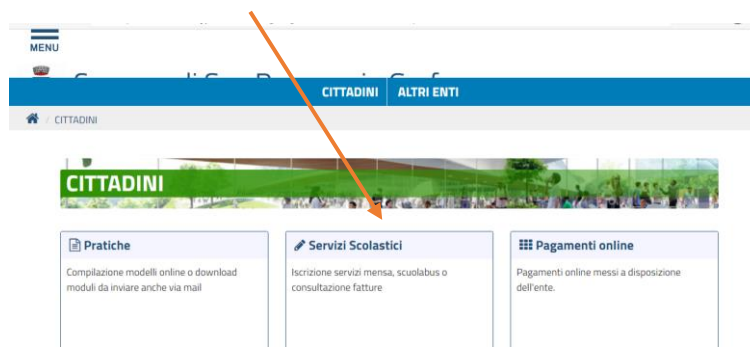 MENU
CITTADINI ALTRI ENTI
/ CITTADINI
CITTADINI
Pratiche
Compilazione modelli online o download
moduli da inviare anche via mail
Servizi Scolastici
Iscrizione servizi mensa, scuolabus o
consultazione fatture
Pagamenti online
Pagamenti online messi a disposizione
dell'ente.